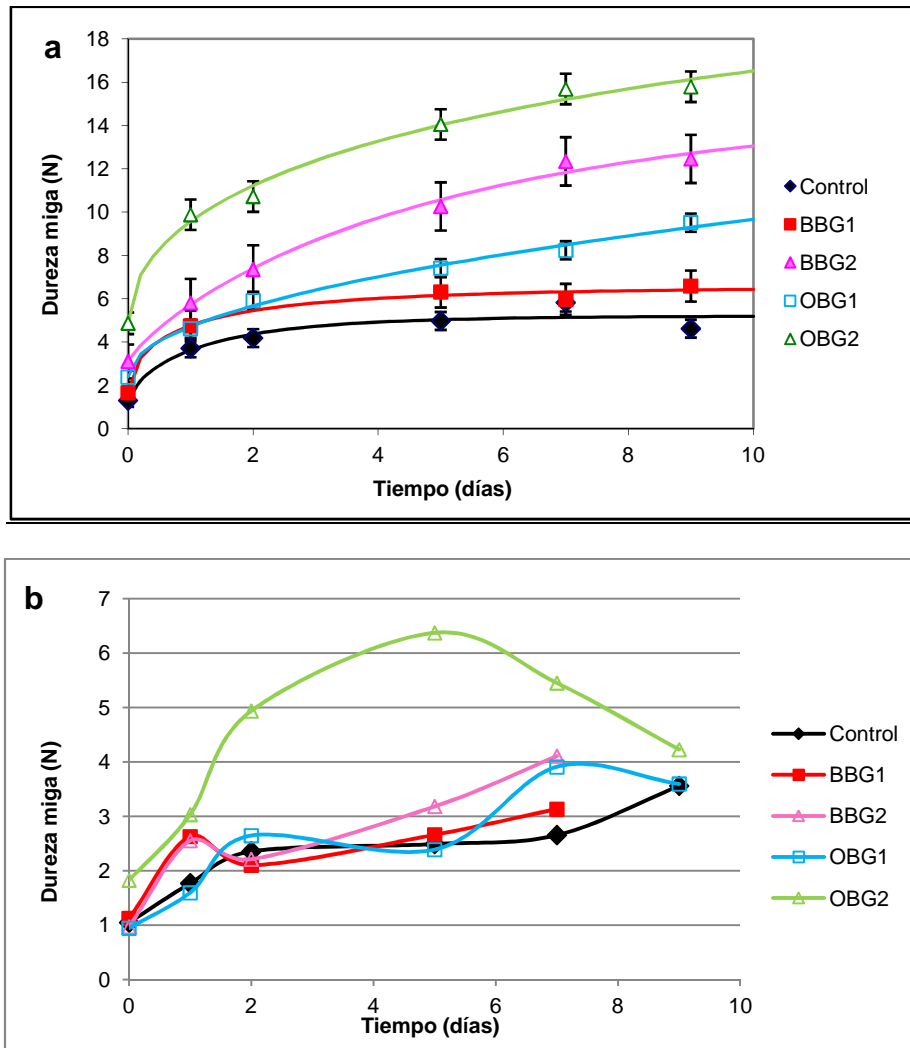 a
18
16
14
12
10
8
6
4
2
0
Dureza miga (N)
0 2 4 6 8 10
Tiempo (días)
Control
BBG1
BBG2
OBG1
OBG2
b
7
6
5
4
3
2
1
0
Dureza miga (N)
0 2 4 6 8 10
Tiempo (días)
Control
BBG1
BBG2
OBG1
OBG2